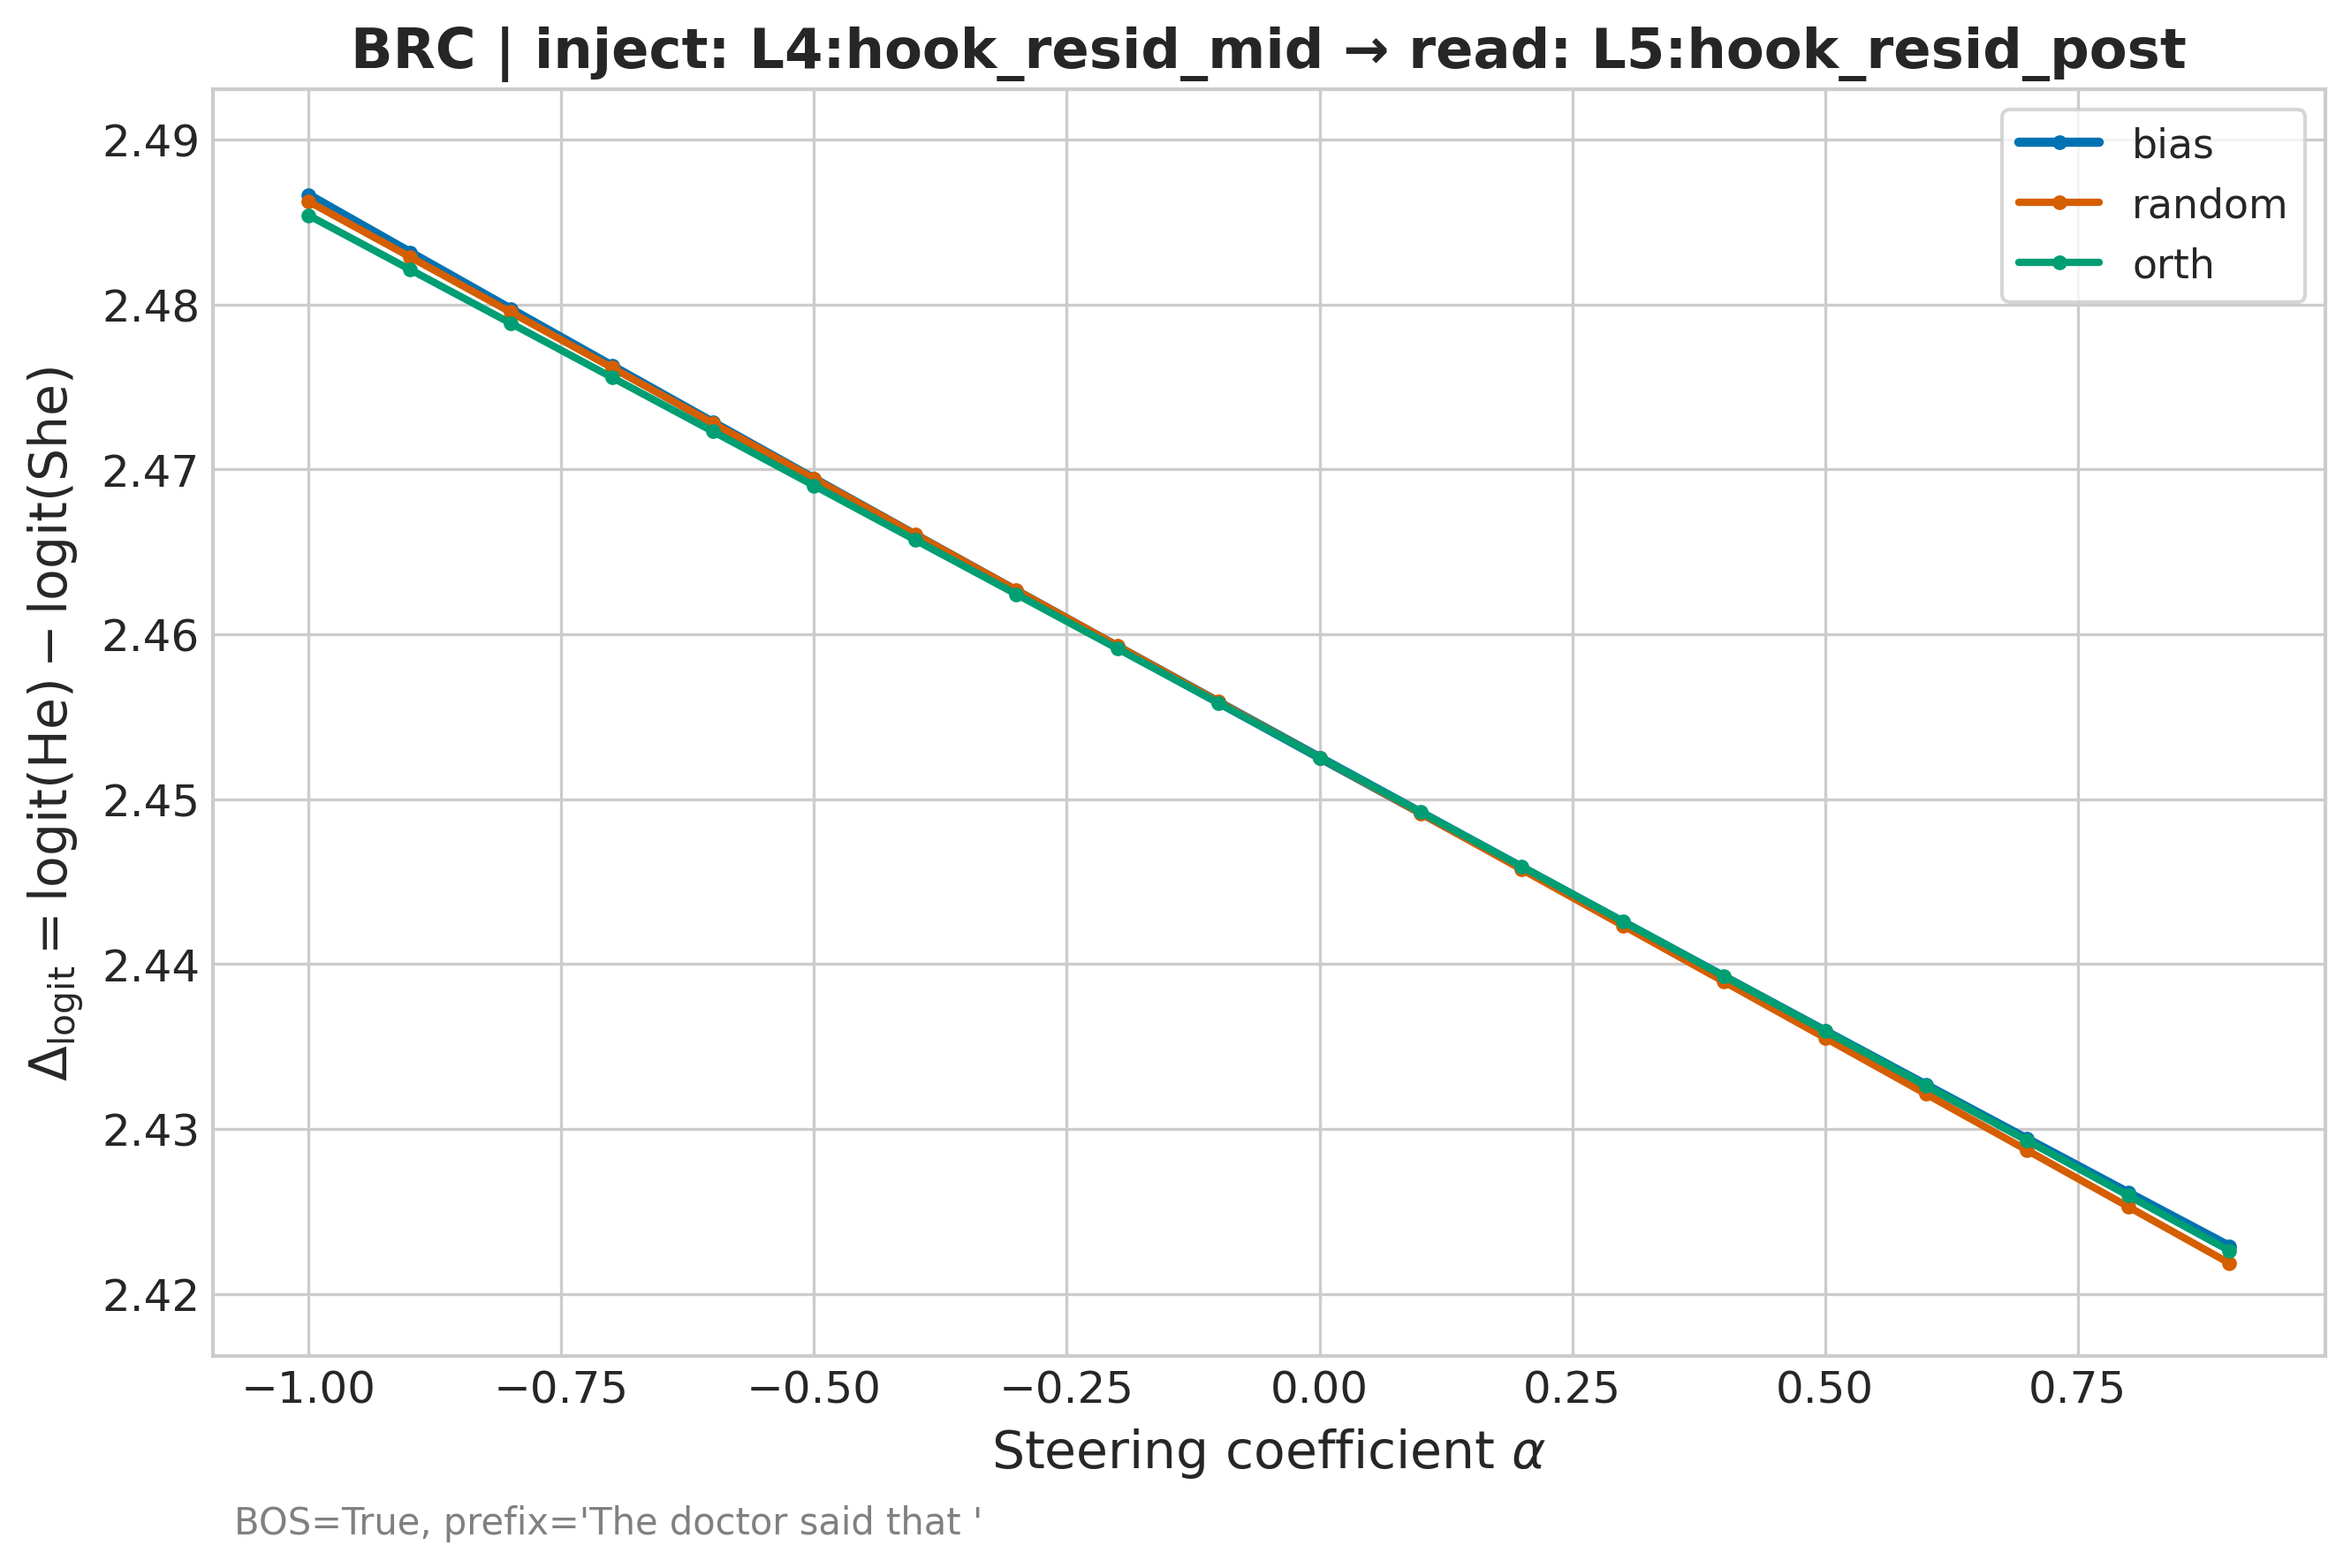 BRC | inject: L4:hook_resid_mid → read: L5:hook_resid_post
bias
random
orth
2.49
2.48
2.47
2.46
2.45
2.44
2.43
2.42
Δlogit = logit(He) − logit(She)
−1.00 −0.75 −0.50 −0.25 0.00 0.25 0.50 0.75
Steering coefficient α
BOS=True, prefix='The doctor said that '